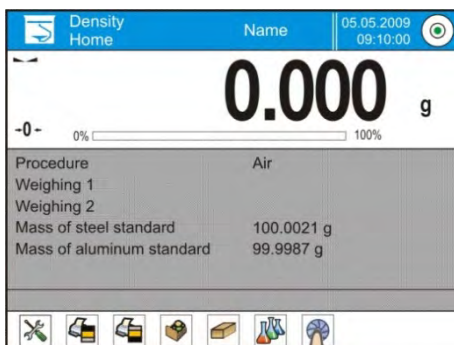 Density Name 05.05.2009
Home 09:10:00
0.000 g
-0- 0% 100%
Procedure Air
Weighing 1
Weighing 2
Mass of steel standard 100.0021 g
Mass of aluminum standard 99.9987 g